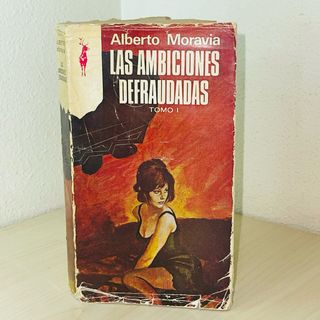 Alberto Moravia
LAS AMBICIONES
DEFRAUDADAS
TOMO I